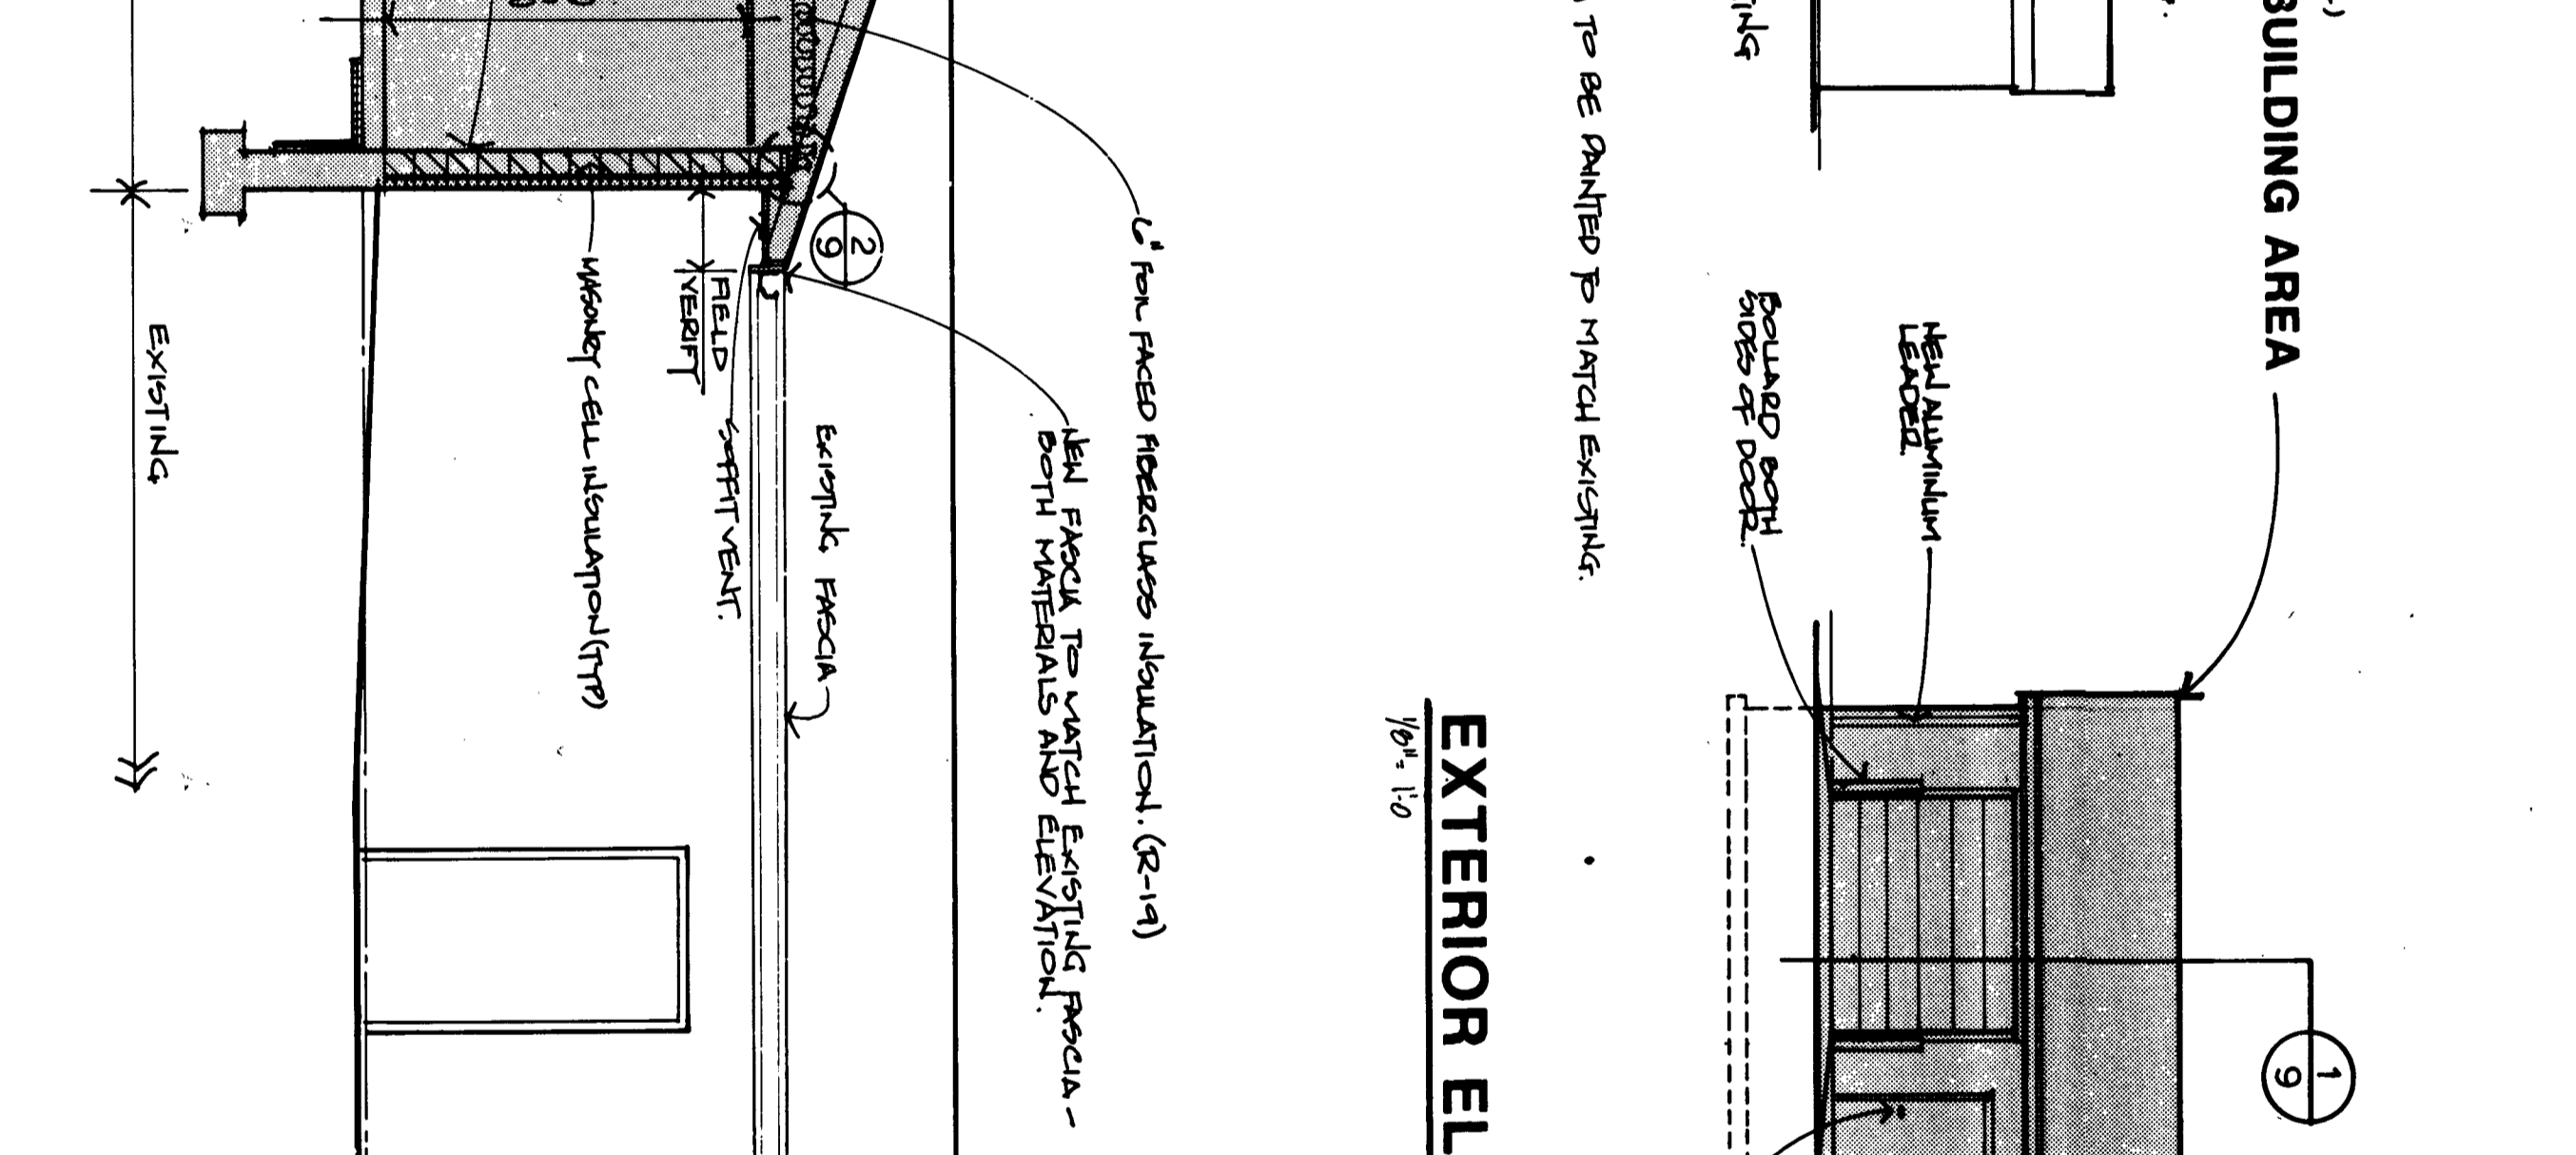 BUILDING AREA
NEW ALUMINUM
LEADER.
BOLLARD BOTH
SIDES OF DOOR.
1
9
TO BE PAINTED TO MATCH EXISTING.
EXTERIOR EL
1/8" = 1'-0
6" FOIL FACED FIBERGLASS INSULATION. (R-19)
NEW FASCIA TO MATCH EXISTING FASCIA -
BOTH MATERIALS AND ELEVATION.
2
9
EXISTING FASCIA
SOFFIT VENT.
FIELD
VERIFY
MASONRY CELL INSULATION (TYP)
EXISTING